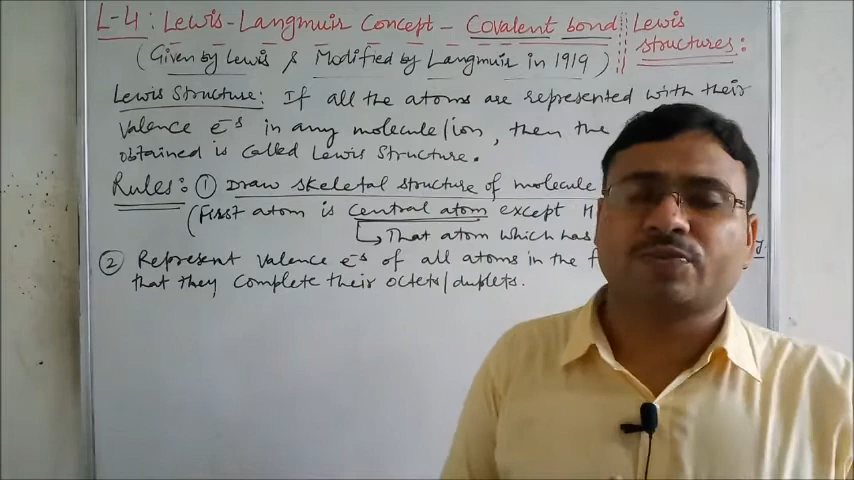 L-4: Lewis-Langmuir Concept - Covalent bond
(Given by Lewis & Modified by Langmuir in 1919)
Lewis structures:
Lewis Structure: If all the atoms are represented with their
valence e-s in any molecule/ion, then the
obtained is called Lewis Structure.
Rules: ① Draw skeletal structure of molecule
(First atom is central atom except H
↳ That atom which has
② Represent valence e-s of all atoms in the f
that they complete their octets/duplets.